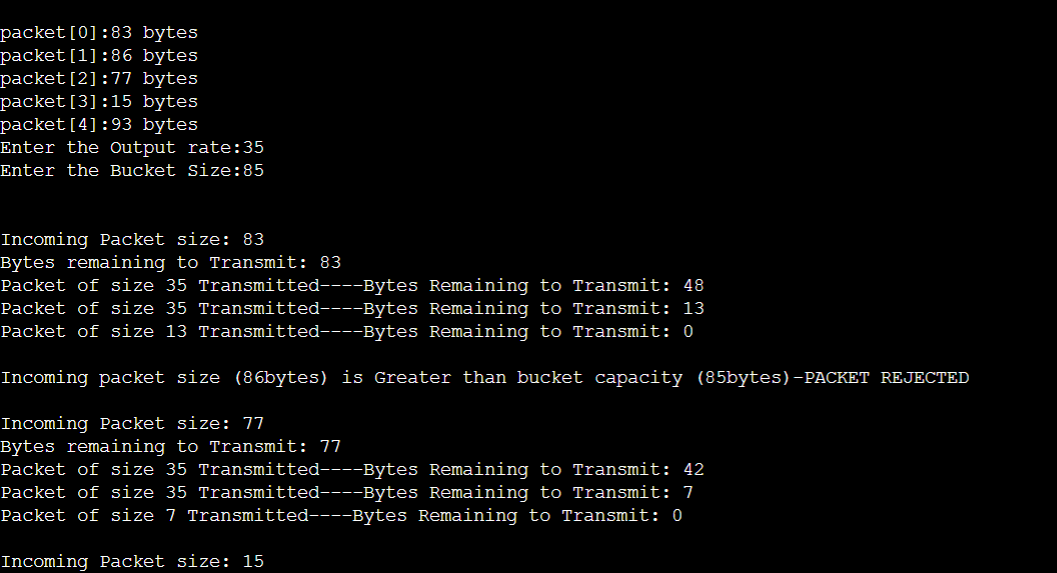 packet[0]:83 bytes
packet[1]:86 bytes
packet[2]:77 bytes
packet[3]:15 bytes
packet[4]:93 bytes
Enter the Output rate:35
Enter the Bucket Size:85
Incoming Packet size: 83
Bytes remaining to Transmit: 83
Packet of size 35 Transmitted----Bytes Remaining to Transmit: 48
Packet of size 35 Transmitted----Bytes Remaining to Transmit: 13
Packet of size 13 Transmitted----Bytes Remaining to Transmit: 0
Incoming packet size (86bytes) is Greater than bucket capacity (85bytes)-PACKET REJECTED
Incoming Packet size: 77
Bytes remaining to Transmit: 77
Packet of size 35 Transmitted----Bytes Remaining to Transmit: 42
Packet of size 35 Transmitted----Bytes Remaining to Transmit: 7
Packet of size 7 Transmitted----Bytes Remaining to Transmit: 0
Incoming Packet size: 15